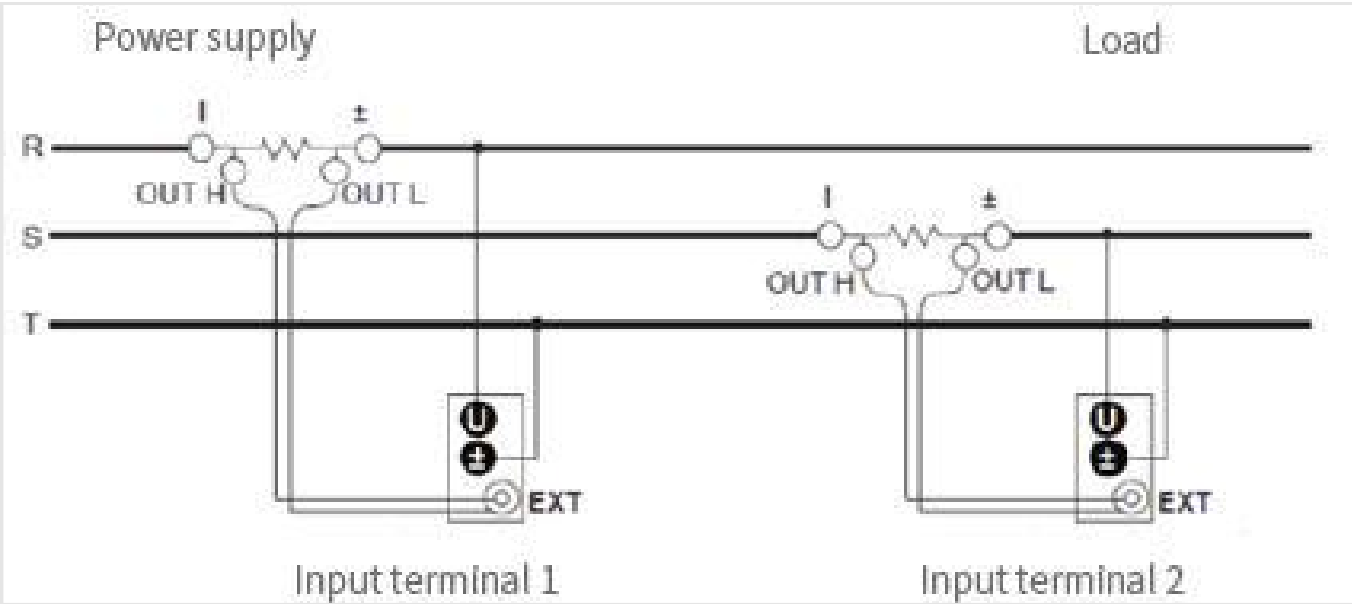 Power supply
Load
I
±
R
OUT H
OUT L
I
±
S
OUT H
OUT L
T
U
±
EXT
U
±
EXT
Input terminal 1
Input terminal 2